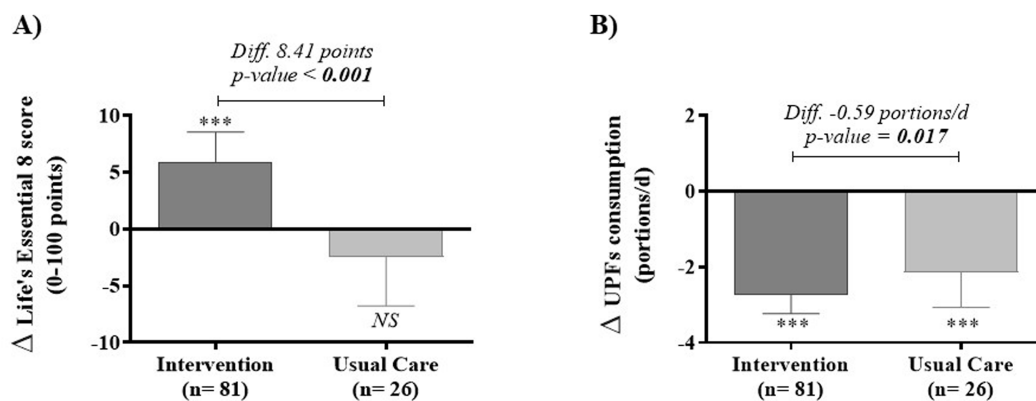 A)
Diff. 8.41 points
p-value < 0.001
Δ Life's Essential 8 score
(0-100 points)
10
5
0
-5
-10
***
NS
Intervention
(n= 81)
Usual Care
(n= 26)
B)
Diff. -0.59 portions/d
p-value = 0.017
Δ UPFs consumption
(portions/d)
2
0
-2
-4
***
***
Intervention
(n= 81)
Usual Care
(n= 26)